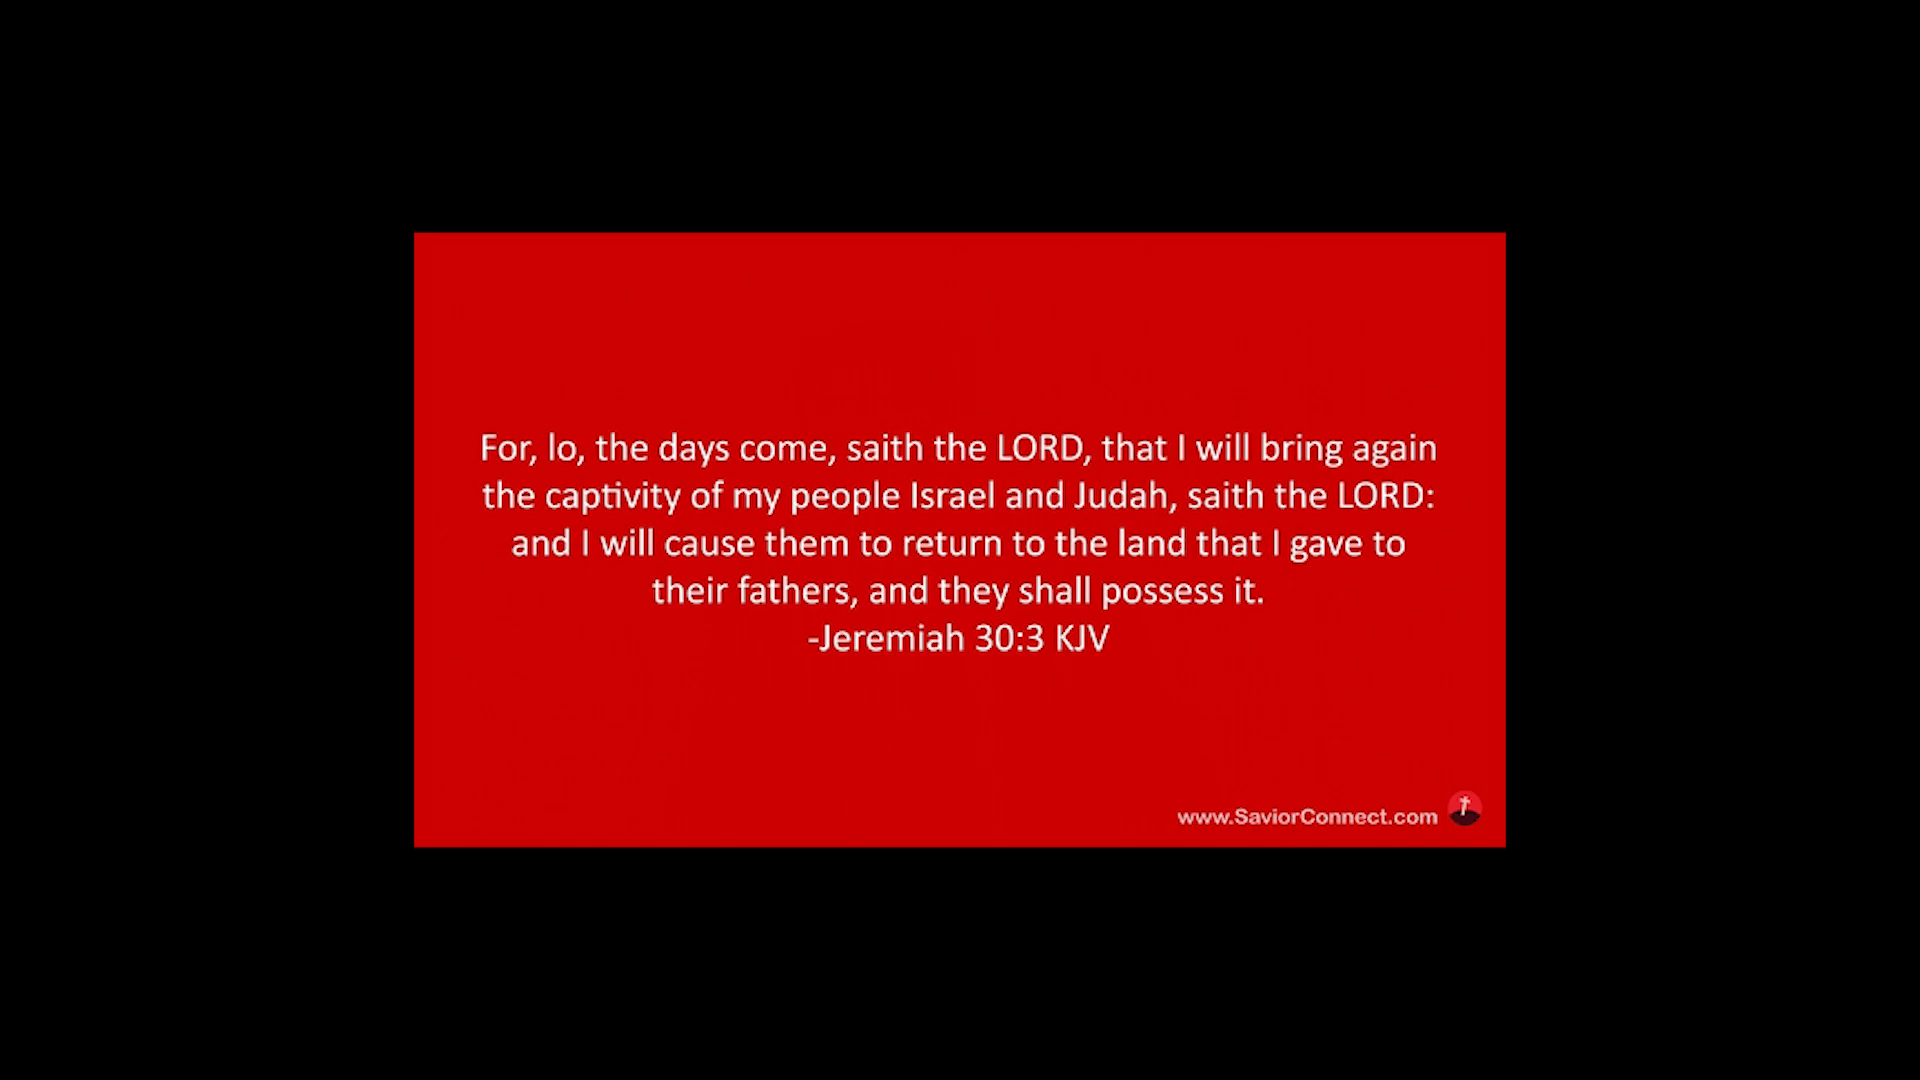 For, lo, the days come, saith the LORD, that I will bring again
the captivity of my people Israel and Judah, saith the LORD:
and I will cause them to return to the land that I gave to
their fathers, and they shall possess it.
-Jeremiah 30:3 KJV
www.SaviorConnect.com